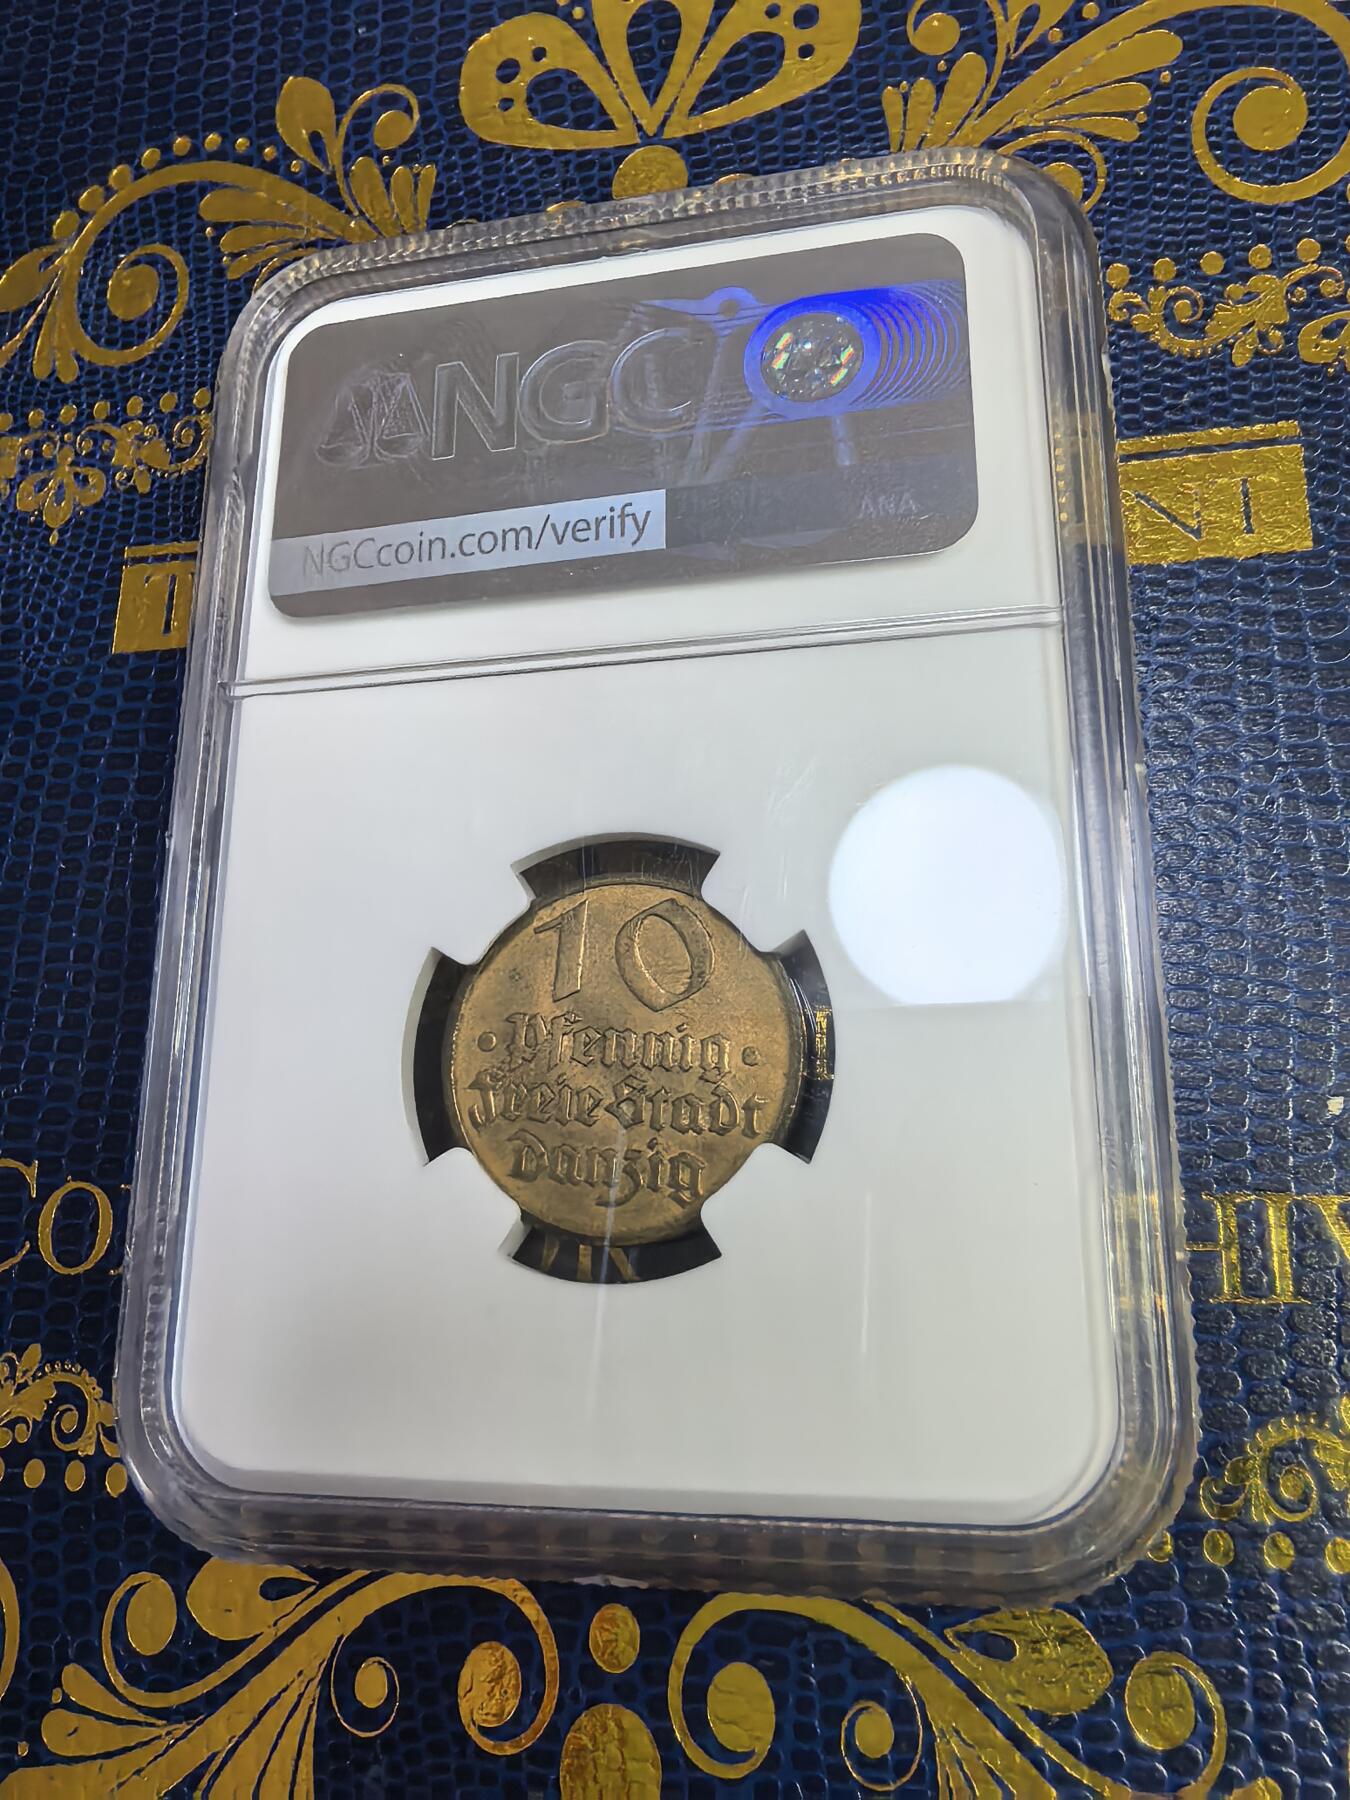 NGC
NGCcoin.com/verify
ANA
10
· Pfennig ·
Freie Stadt
Danzig